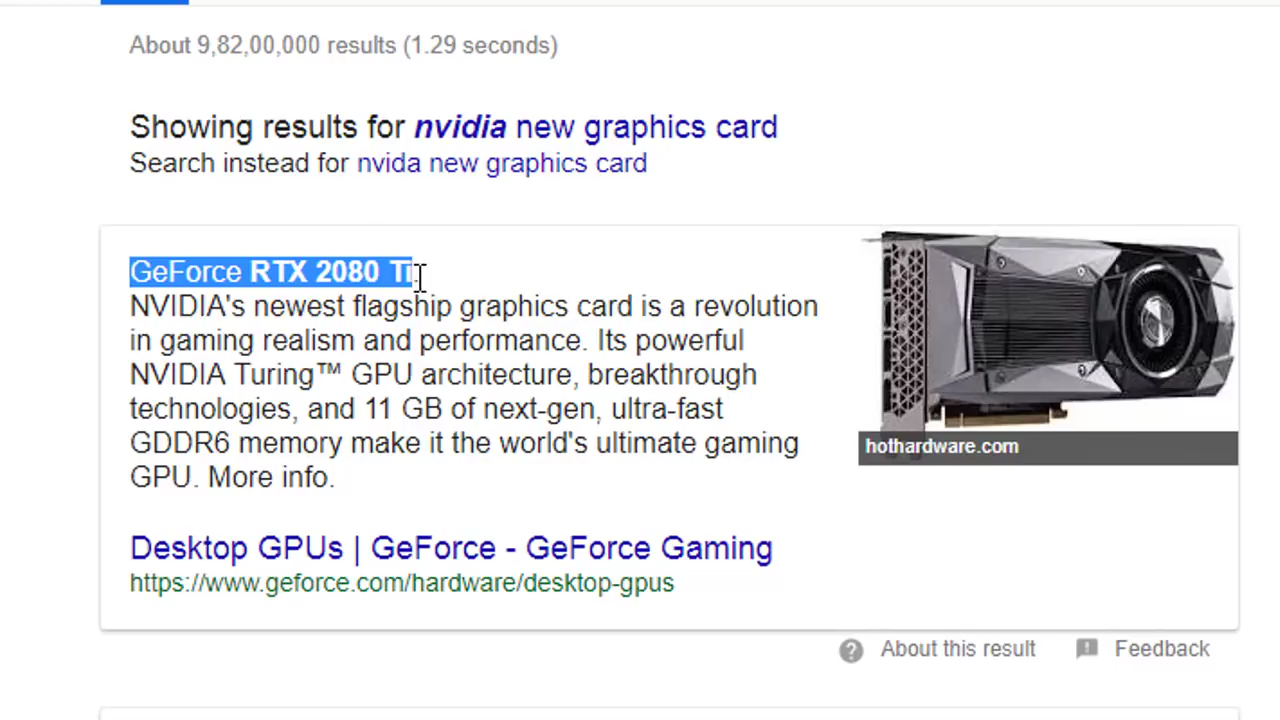 About 9,82,00,000 results (1.29 seconds)
Showing results for nvidia new graphics card
Search instead for nvida new graphics card
GeForce RTX 2080 Ti.
NVIDIA's newest flagship graphics card is a revolution
in gaming realism and performance. Its powerful
NVIDIA Turing™ GPU architecture, breakthrough
technologies, and 11 GB of next-gen, ultra-fast
GDDR6 memory make it the world's ultimate gaming
GPU. More info.
hothardware.com
Desktop GPUs | GeForce - GeForce Gaming
https://www.geforce.com/hardware/desktop-gpus
About this result
Feedback